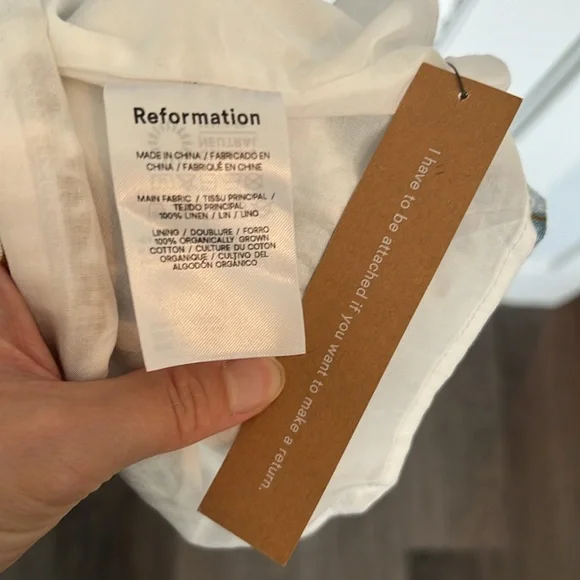 Reformation
MADE IN CHINA / FABRICADO EN
CHINA / FABRIQUÉ EN CHINE
MAIN FABRIC / TISSU PRINCIPAL /
TEJIDO PRINCIPAL
100% LINEN / LIN / LINO
LINING / DOUBLURE / FORRO
100% ORGANICALLY GROWN
COTTON / CULTURE DU COTON
ORGANIQUE / CULTIVO DEL
ALGODÓN ORGÁNICO
NEUTRAL
I have to be attached if you want to make a return.